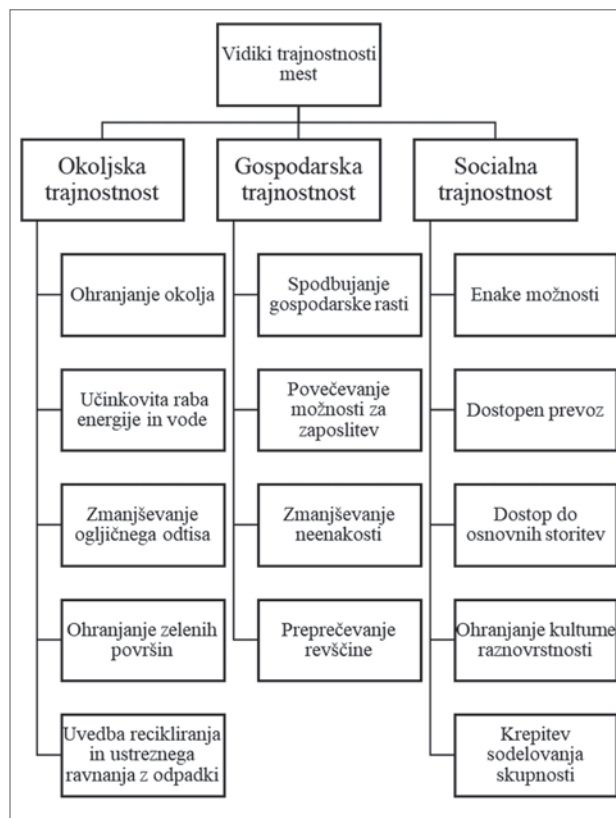 Vidiki trajnostnosti
mest
Okoljska
trajnostnost
Ohranjanje okolja
Učinkovita raba
energije in vode
Zmanjševanje
ogljičnega odtisa
Ohranjanje zelenih
površin
Uvedba recikliranja
in ustreznega
ravnanja z odpadki
Gospodarska
trajnostnost
Spodbujanje
gospodarske rasti
Povečevanje
možnosti za
zaposlitev
Zmanjševanje
neenakosti
Preprečevanje
revščine
Socialna
trajnostnost
Enake možnosti
Dostopen prevoz
Dostop do
osnovnih storitev
Ohranjanje kulturne
raznovrstnosti
Krepitev
sodelovanja
skupnosti